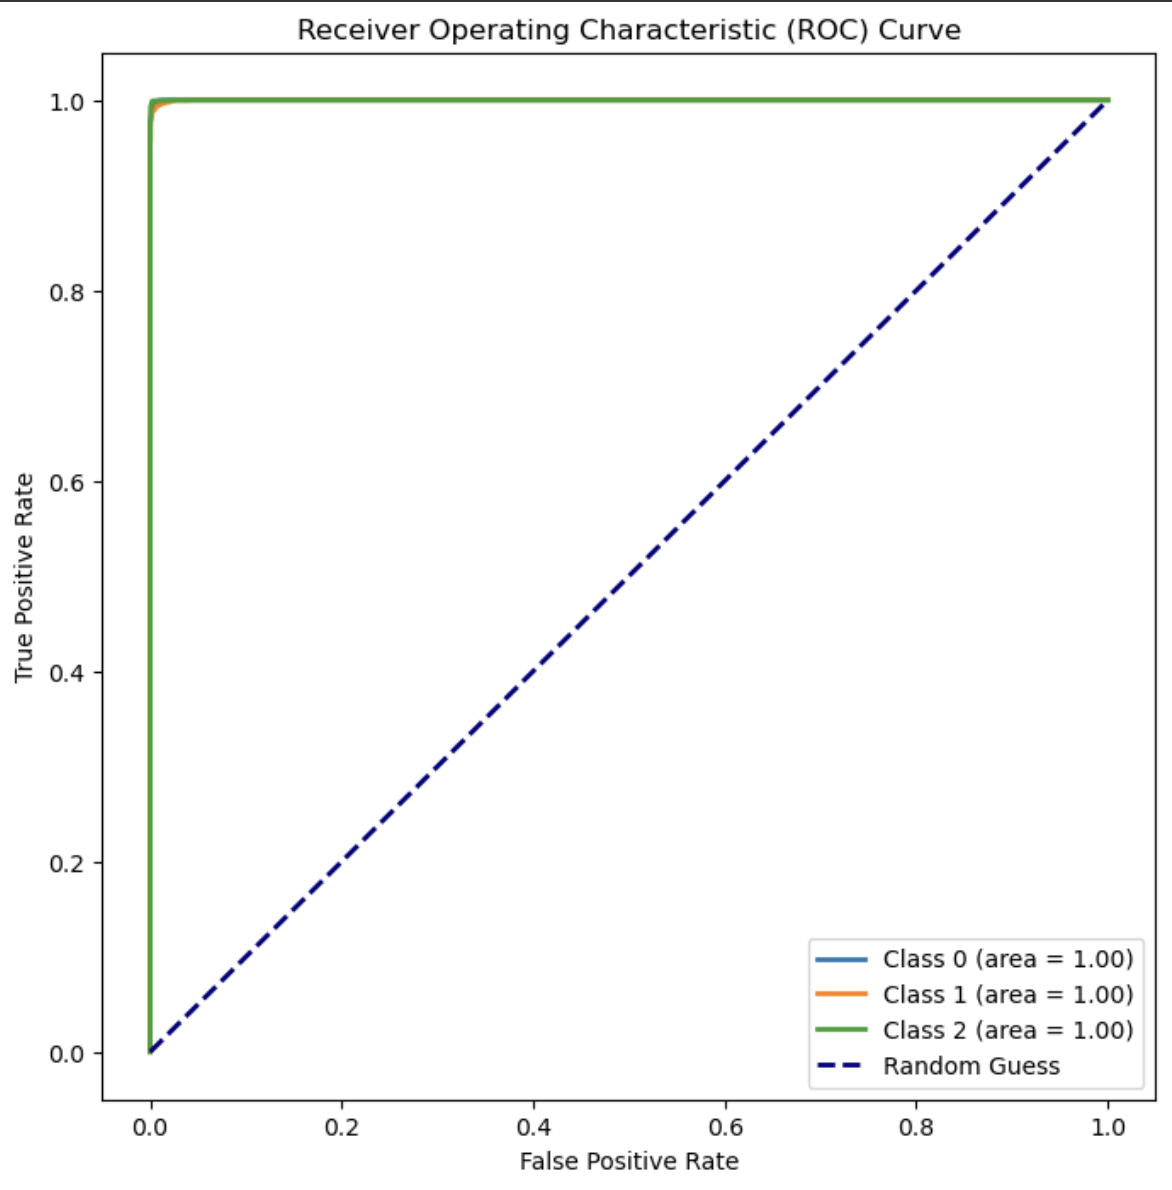 Receiver Operating Characteristic (ROC) Curve
True Positive Rate
1.0
0.8
0.6
0.4
0.2
0.0
Class 0 (area = 1.00)
Class 1 (area = 1.00)
Class 2 (area = 1.00)
Random Guess
0.0 0.2 0.4 0.6 0.8 1.0
False Positive Rate